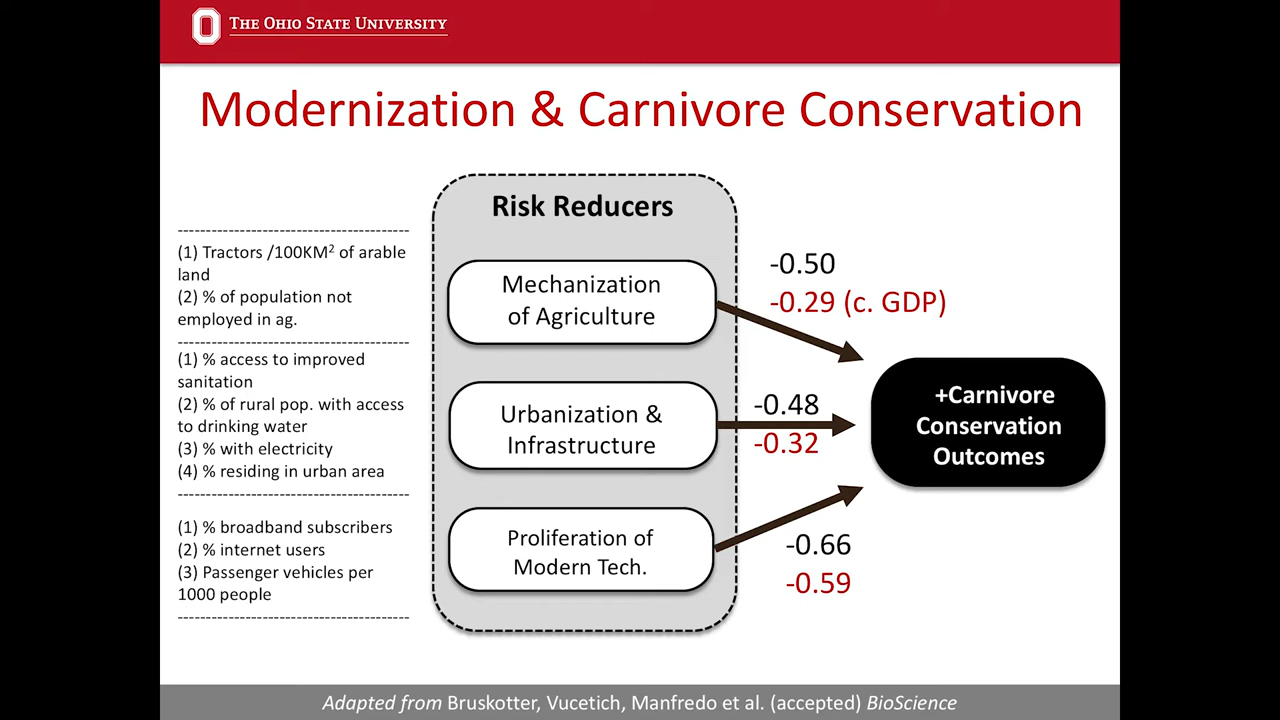 THE OHIO STATE UNIVERSITY
Modernization & Carnivore Conservation
Risk Reducers
(1) Tractors /100KM² of arable
land
(2) % of population not
employed in ag.
(1) % access to improved
sanitation
(2) % of rural pop. with access
to drinking water
(3) % with electricity
(4) % residing in urban area
(1) % broadband subscribers
(2) % internet users
(3) Passenger vehicles per
1000 people
Mechanization
of Agriculture
Urbanization &
Infrastructure
Proliferation of
Modern Tech.
-0.50
-0.29 (c. GDP)
-0.48
-0.32
-0.66
-0.59
+Carnivore
Conservation
Outcomes
Adapted from Bruskotter, Vucetich, Manfredo et al. (accepted) BioScience